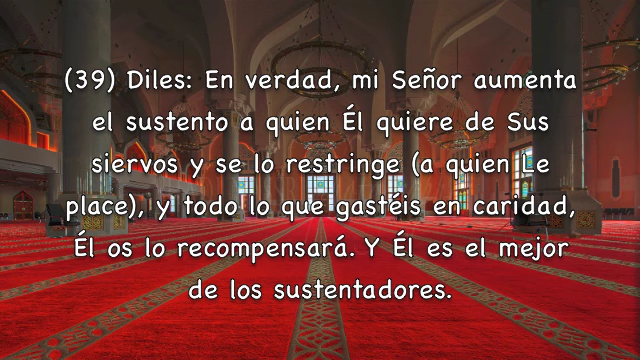 (39) Diles: En verdad, mi Señor aumenta
el sustento a quien Él quiere de Sus
siervos y se lo restringe (a quien Le
place), y todo lo que gastéis en caridad,
Él os lo recompensará. Y Él es el mejor
de los sustentadores.